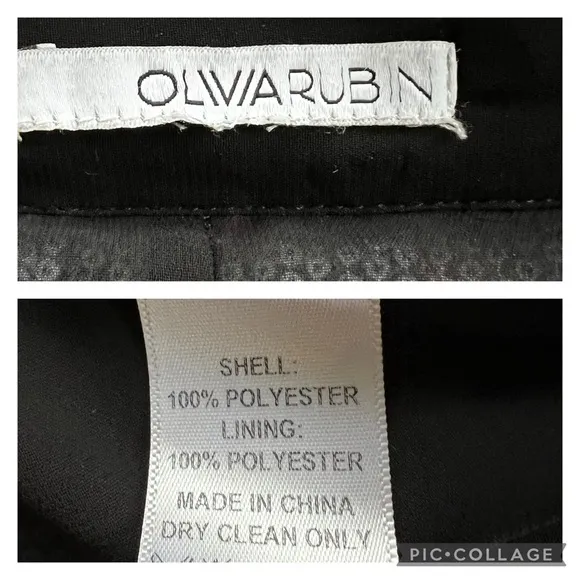 OLIVIARUBIN
SHELL:
100% POLYESTER
LINING:
100% POLYESTER
MADE IN CHINA
DRY CLEAN ONLY
PIC•COLLAGE